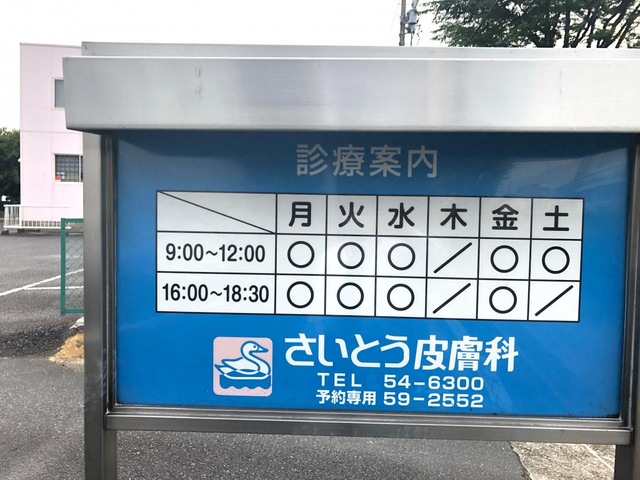 診療案内
月 火 水 木 金 土
9:00~12:00 ○ ○ ○ / ○ ○
16:00~18:30 ○ ○ ○ / ○ /
さいとう皮膚科
TEL 54-6300
予約専用 59-2552